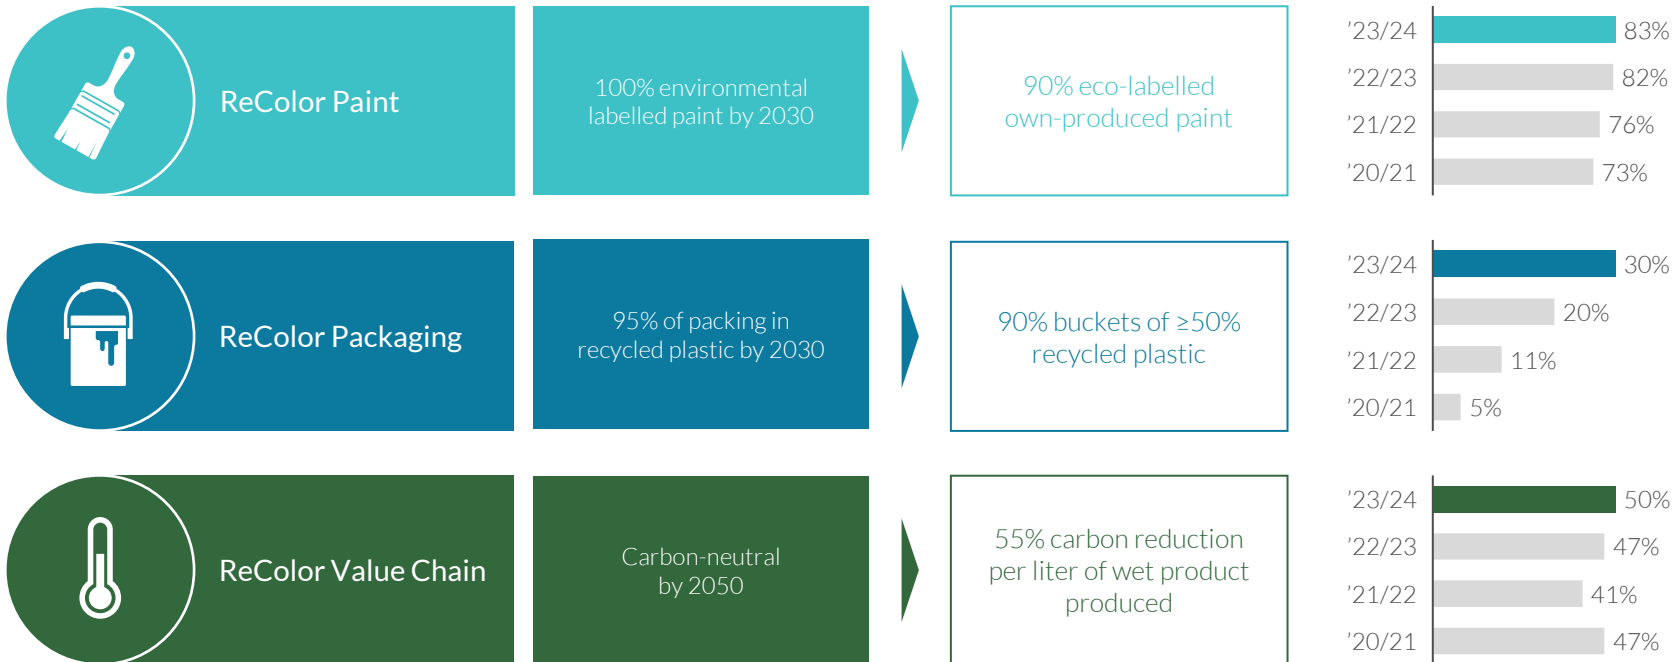 ReColor Paint
100% environmental
labelled paint by 2030
90% eco-labelled
own-produced paint
’23/24 83%
’22/23 82%
’21/22 76%
’20/21 73%
ReColor Packaging
95% of packing in
recycled plastic by 2030
90% buckets of ≥50%
recycled plastic
’23/24 30%
’22/23 20%
’21/22 11%
’20/21 5%
ReColor Value Chain
Carbon-neutral
by 2050
55% carbon reduction
per liter of wet product
produced
’23/24 50%
’22/23 47%
’21/22 41%
’20/21 47%